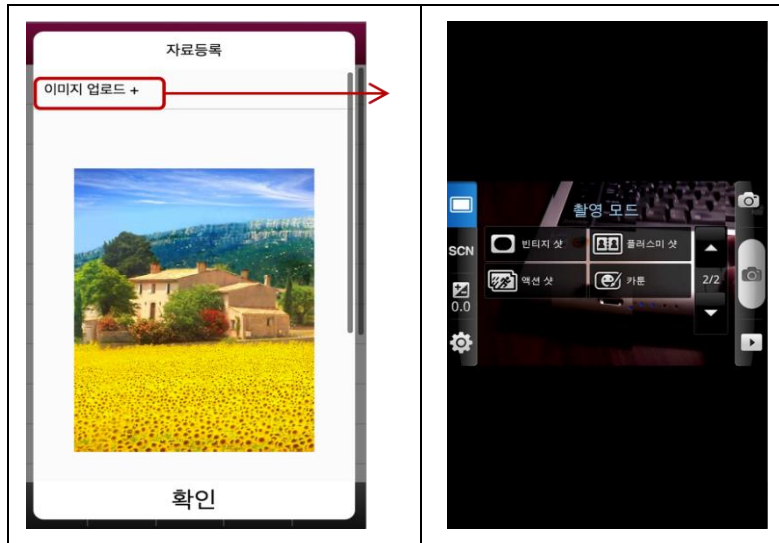 자료등록
이미지 업로드 +
확인
촬영 모드
SCN
빈티지 샷
플러스미 샷
액션 샷
카툰
2/2
0.0